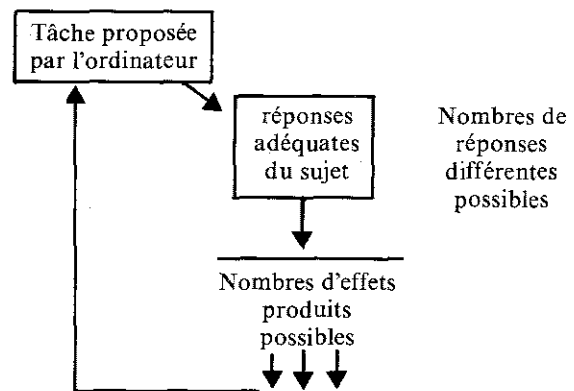 Tâche proposée
par l'ordinateur
réponses
adéquates
du sujet
Nombres de
réponses
différentes
possibles
Nombres d'effets
produits
possibles